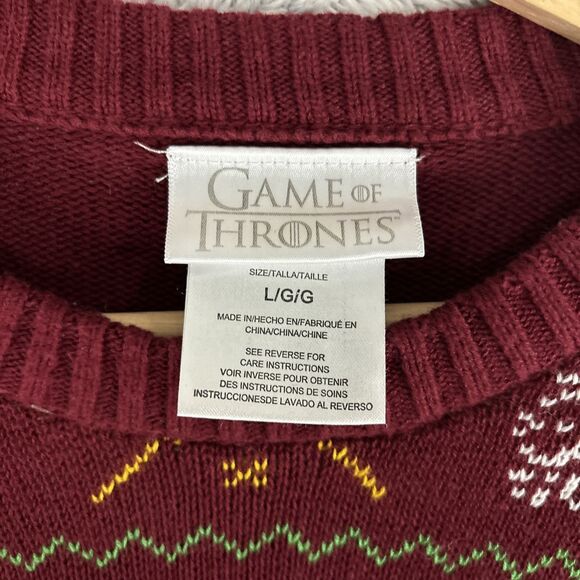 GAME OF
THRONES™
SIZE/TALLA/TAILLE
L/G/G
MADE IN/HECHO EN/FABRIQUÉ EN
CHINA/CHINA/CHINE
SEE REVERSE FOR
CARE INSTRUCTIONS
VOIR INVERSE POUR OBTENIR
DES INSTRUCTIONS DE SOINS
INSTRUCCIONESDE LAVADO AL REVERSO